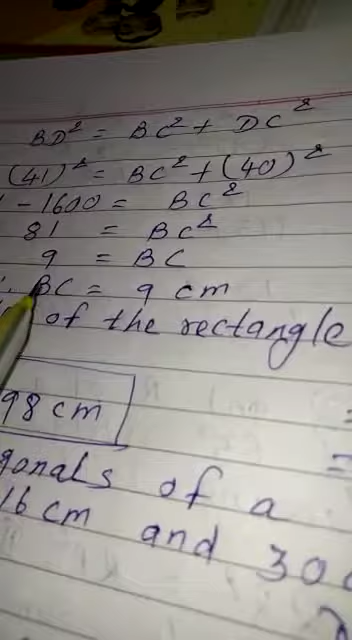 BD² = BC² + DC²
(41)² = BC² + (40)²
- 1600 = BC²
81 = BC²
9 = BC
BC = 9 cm
of the rectangle
98 cm
gonals of a
16 cm and 30